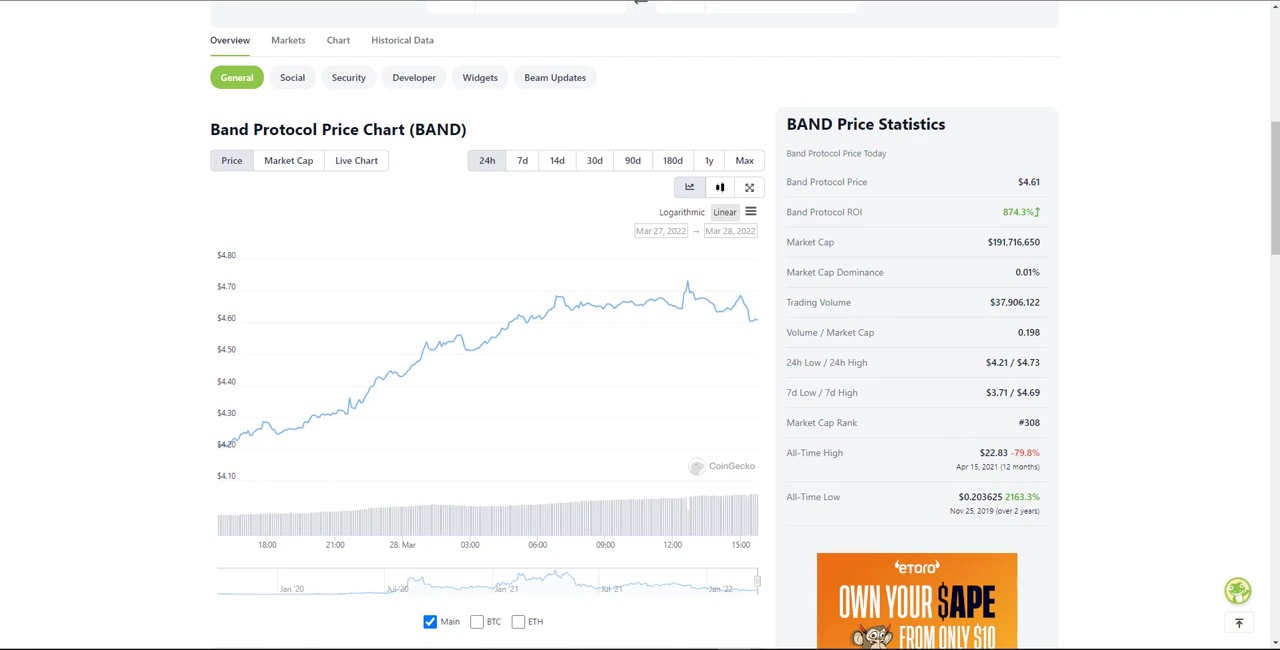 Overview Markets Chart Historical Data
General Social Security Developer Widgets Beam Updates
Band Protocol Price Chart (BAND)
Price Market Cap Live Chart 24h 7d 14d 30d 90d 180d 1y Max
Logarithmic Linear
Mar 27, 2022 → Mar 28, 2022
$4.80
$4.70
$4.60
$4.50
$4.40
$4.30
$4.20
$4.10
CoinGecko
18:00 21:00 28. Mar 03:00 06:00 09:00 12:00 15:00
Jan '20 Jul '20 Jan '21 Jul '21 Jan '22
Main BTC ETH
BAND Price Statistics
Band Protocol Price Today
Band Protocol Price $4.61
Band Protocol ROI 874.3%
Market Cap $191,716,650
Market Cap Dominance 0.01%
Trading Volume $37,906,122
Volume / Market Cap 0.198
24h Low / 24h High $4.21 / $4.73
7d Low / 7d High $3.71 / $4.69
Market Cap Rank #308
All-Time High $22.83 -79.8%
Apr 15, 2021 (12 months)
All-Time Low $0.203625 2163.3%
Nov 25, 2019 (over 2 years)
eTORO
OWN YOUR $APE
FROM ONLY $10